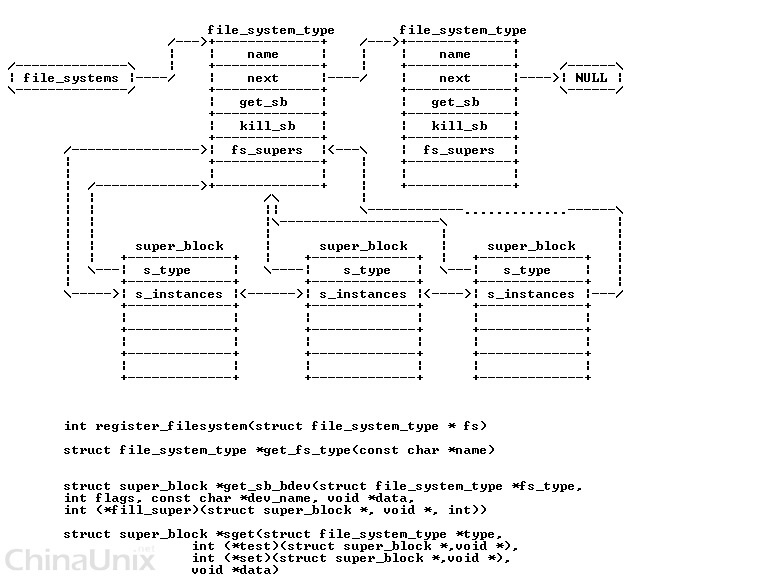 file_system_type file_system_type
name name
file_systems next next NULL
get_sb get_sb
kill_sb kill_sb
fs_supers fs_supers
super_block super_block super_block
s_type s_type s_type
s_instances s_instances s_instances
int register_filesystem(struct file_system_type * fs)
struct file_system_type *get_fs_type(const char *name)
struct super_block *get_sb_bdev(struct file_system_type *fs_type,
int flags, const char *dev_name, void *data,
int (*fill_super)(struct super_block *, void *, int))
struct super_block *sget(struct file_system_type *type,
int (*test)(struct super_block *,void *),
int (*set)(struct super_block *,void *),
void *data)
ChinaUnix.net